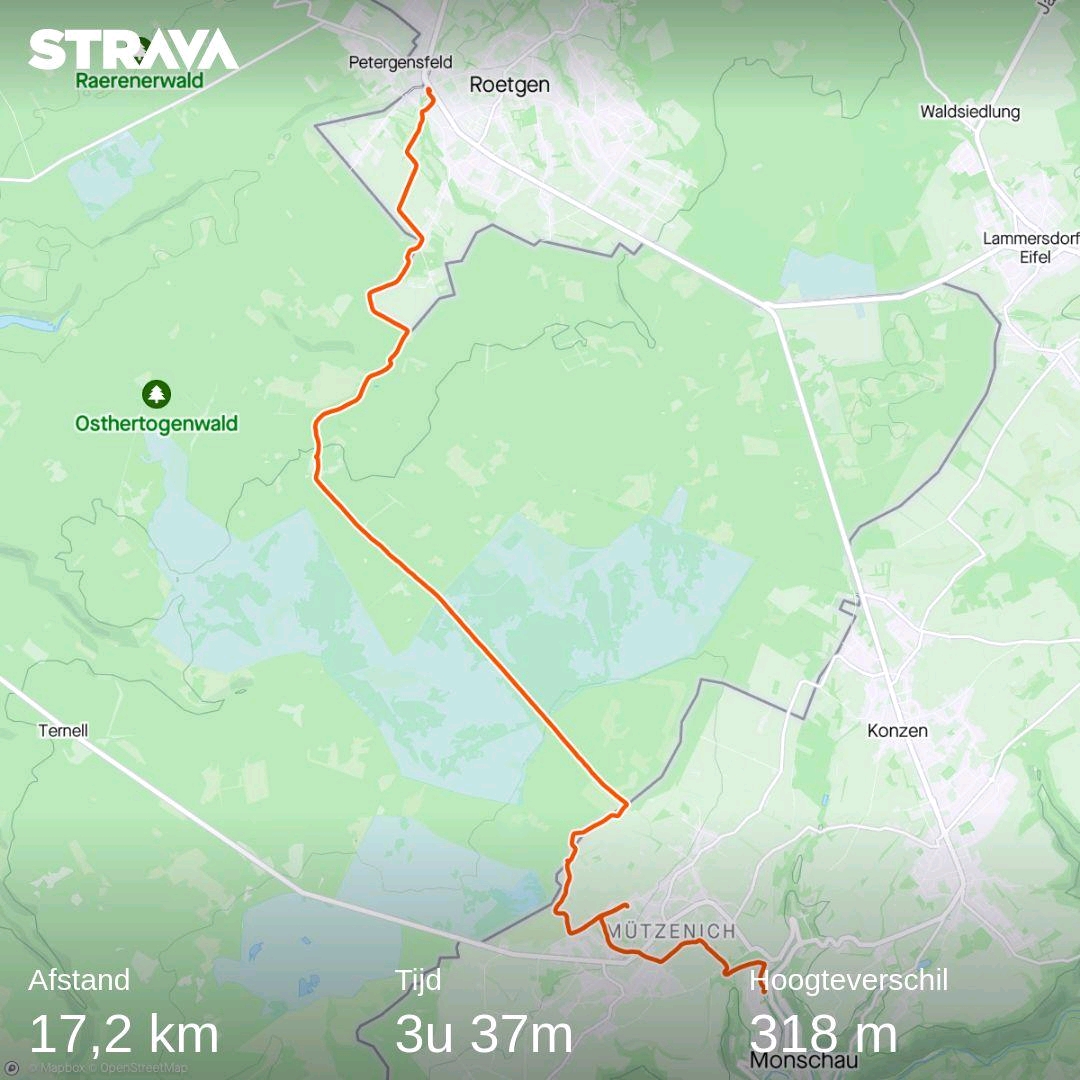 STRAVA
Raerenerwald
Petergensfeld
Roetgen
Waldsiedlung
Lammersdorf
Eifel
Osthertogenwald
Ternell
Konzen
MÜTZENICH
Afstand
17,2 km
Tijd
3u 37m
Hoogteverschil
318 m
Monschau
© Mapbox © OpenStreetMap